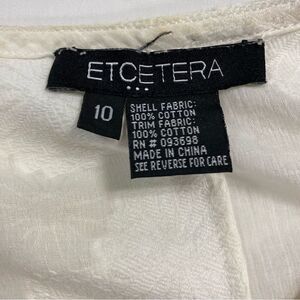 ETCETERA
10
SHELL FABRIC:
100% COTTON
TRIM FABRIC:
100% COTTON
RN # 093698
MADE IN CHINA
SEE REVERSE FOR CARE